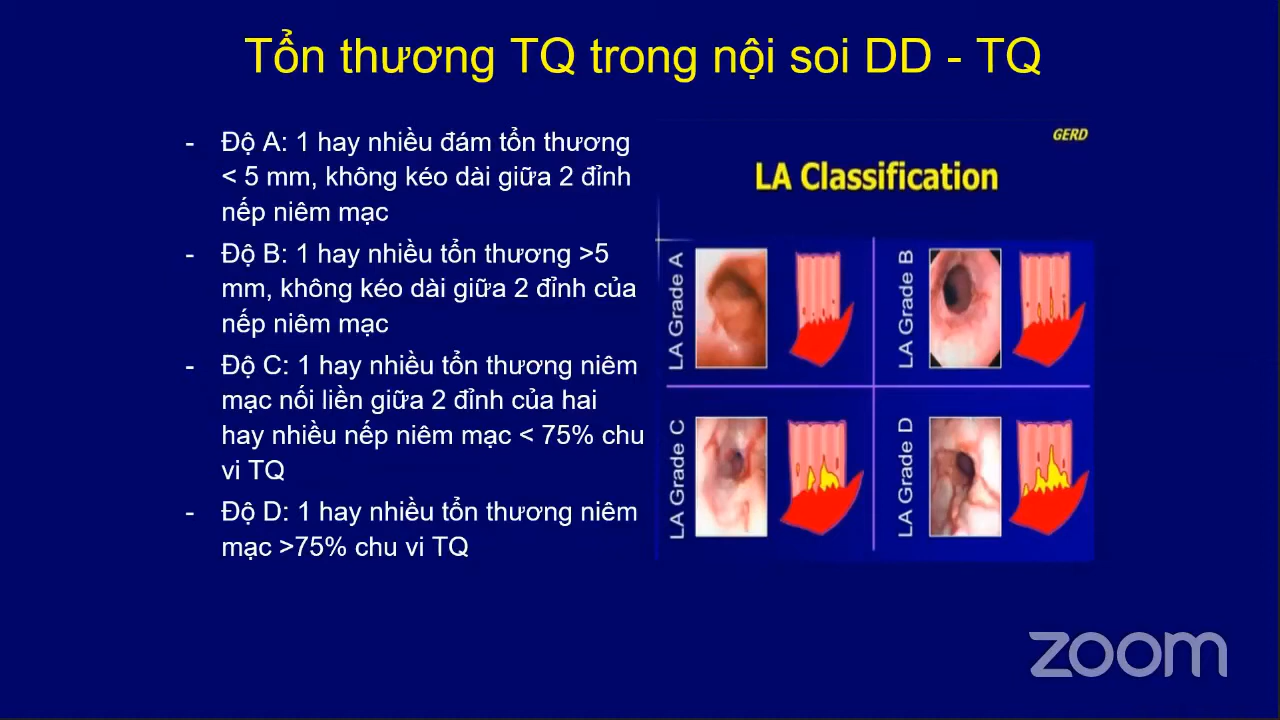 Tổn thương TQ trong nội soi DD - TQ
- Độ A: 1 hay nhiều đám tổn thương
< 5 mm, không kéo dài giữa 2 đỉnh
nếp niêm mạc
- Độ B: 1 hay nhiều tổn thương >5
mm, không kéo dài giữa 2 đỉnh của
nếp niêm mạc
- Độ C: 1 hay nhiều tổn thương niêm
mạc nối liền giữa 2 đỉnh của hai
hay nhiều nếp niêm mạc < 75% chu
vi TQ
- Độ D: 1 hay nhiều tổn thương niêm
mạc >75% chu vi TQ
GERD
LA Classification
LA Grade A
LA Grade B
LA Grade C
LA Grade D
zoom